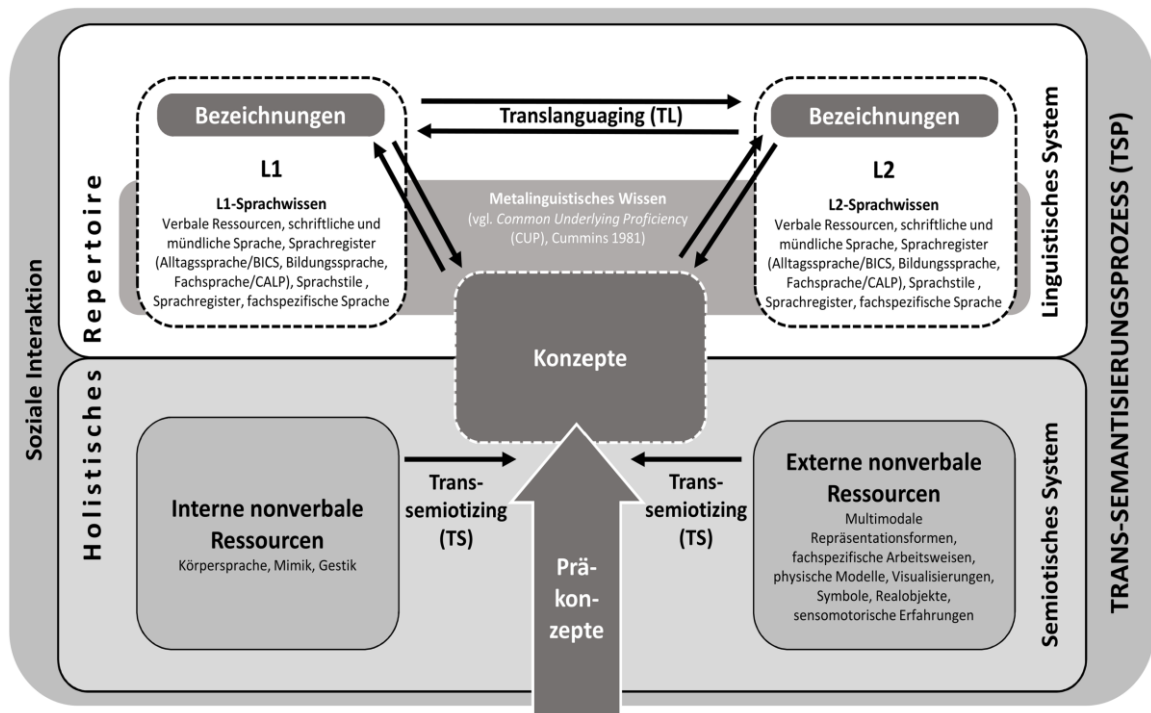 Soziale Interaktion
Holistisches Repertoire
Bezeichnungen
L1
L1-Sprachwissen
Verbale Ressourcen, schriftliche und
mündliche Sprache, Sprachregister
(Alltagssprache/BICS, Bildungssprache,
Fachsprache/CALP), Sprachstile ,
Sprachregister, fachspezifische Sprache
Translanguaging (TL)
Metalinguistisches Wissen
(vgl. Common Underlying Proficiency
(CUP), Cummins 1981)
Bezeichnungen
L2
L2-Sprachwissen
Verbale Ressourcen, schriftliche und
mündliche Sprache, Sprachregister
(Alltagssprache/BICS, Bildungssprache,
Fachsprache/CALP), Sprachstile ,
Sprachregister, fachspezifische Sprache
Linguistisches System
Konzepte
Interne nonverbale
Ressourcen
Körpersprache, Mimik, Gestik
Trans-
semiotizing
(TS)
Prä-
kon-
zepte
Trans-
semiotizing
(TS)
Externe nonverbale
Ressourcen
Multimodale
Repräsentationsformen,
fachspezifische Arbeitsweisen,
physische Modelle, Visualisierungen,
Symbole, Realobjekte,
sensomotorische Erfahrungen
Semiotisches System
TRANS-SEMANTISIERUNGSPROZESS (TSP)